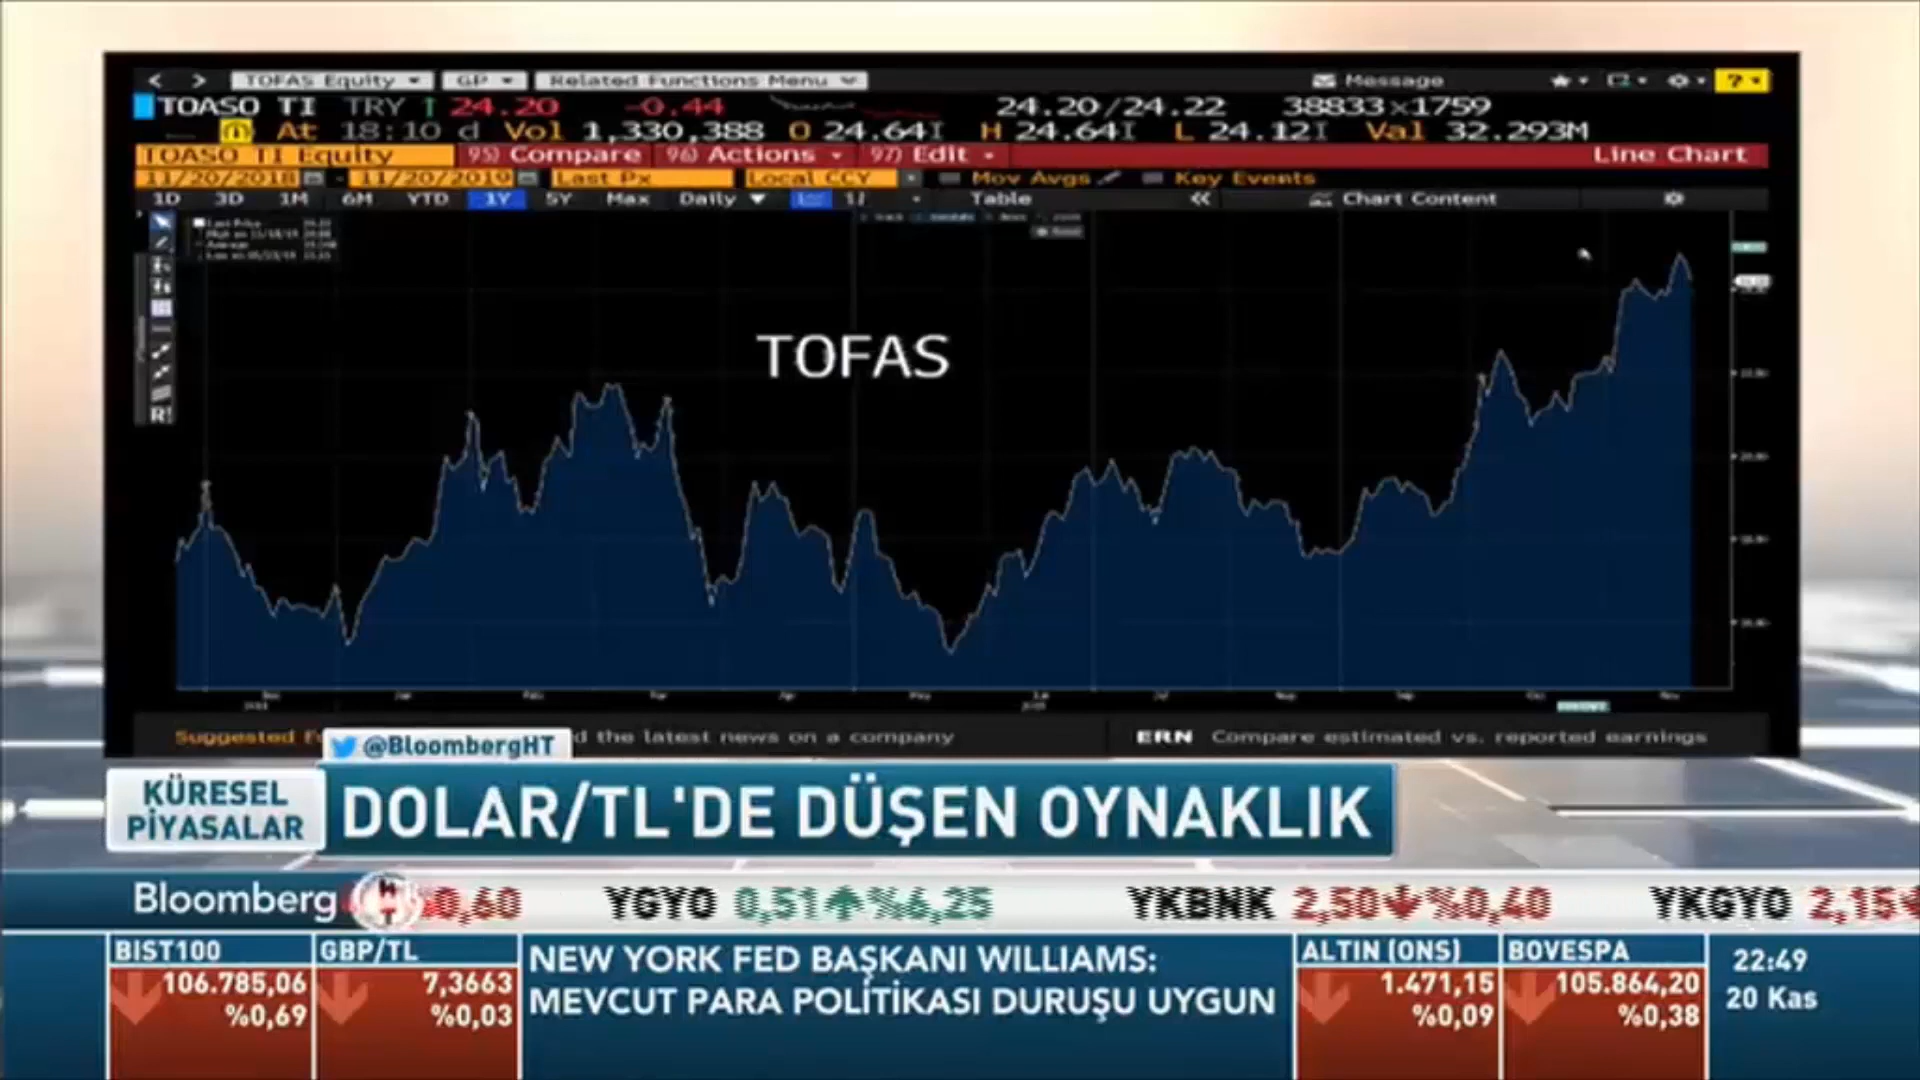 < > TOFAS Equity GP Related Functions Menu Message ?
TOASO TI TRY ↑ 24.20 -0.44 24.20/24.22 38833x1759
At 18:10 d Vol 1,330,388 O 24.64I H 24.64I L 24.12I Val 32.293M
TOASO TI Equity 95) Compare 96) Actions 97) Edit Line Chart
11/20/2018 - 11/20/2019 Last Px Local CCY Mov Avgs Key Events
1D 3D 1M 6M YTD 1Y 5Y Max Daily Table « Chart Content
R!
TOFAS
Suggested d the latest news on a company ERN Compare estimated vs. reported earnings
@BloombergHT
KÜRESEL
PİYASALAR
DOLAR/TL'DE DÜŞEN OYNAKLIK
Bloomberg HT 0,60 YGYO 0,51 %6,25 YKBNK 2,50 %0,40 YKGYO 2,15
BIST100
106.785,06
%0,69
GBP/TL
7,3663
%0,03
NEW YORK FED BAŞKANI WILLIAMS:
MEVCUT PARA POLİTİKASI DURUŞU UYGUN
ALTIN (ONS)
1.471,15
%0,09
BOVESPA
105.864,20
%0,38
22:49
20 Kas